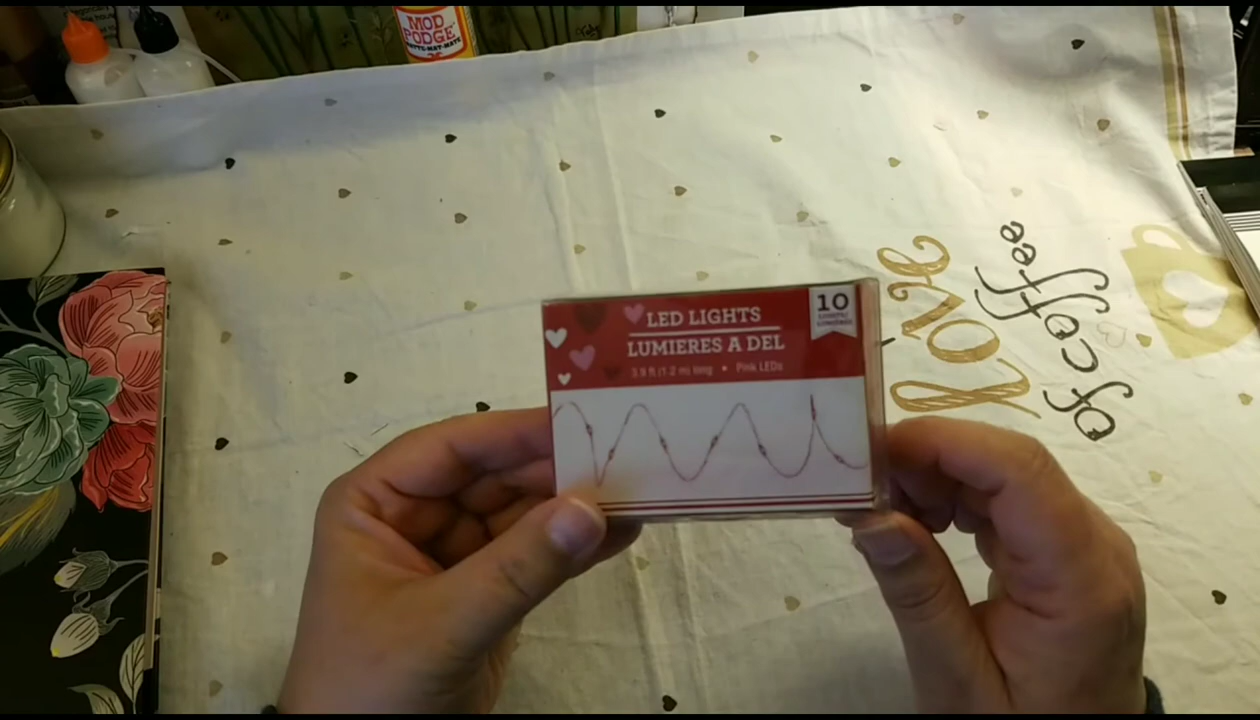 MOD
PODGE
LED LIGHTS
LUMIERES A DEL
3.9 ft (1.2 m) long • Pink LEDs
10
love
of coffee